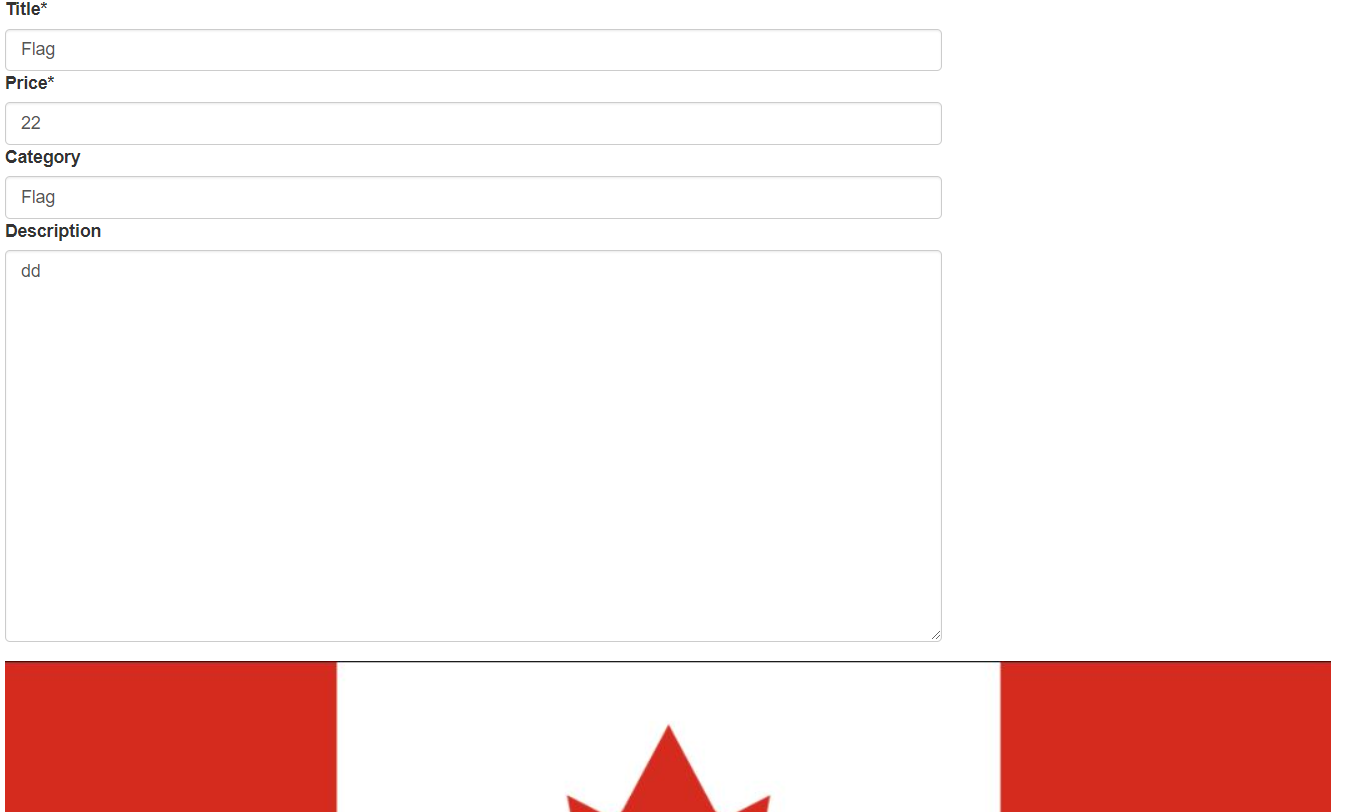 Title*
Flag
Price*
22
Category
Flag
Description
dd